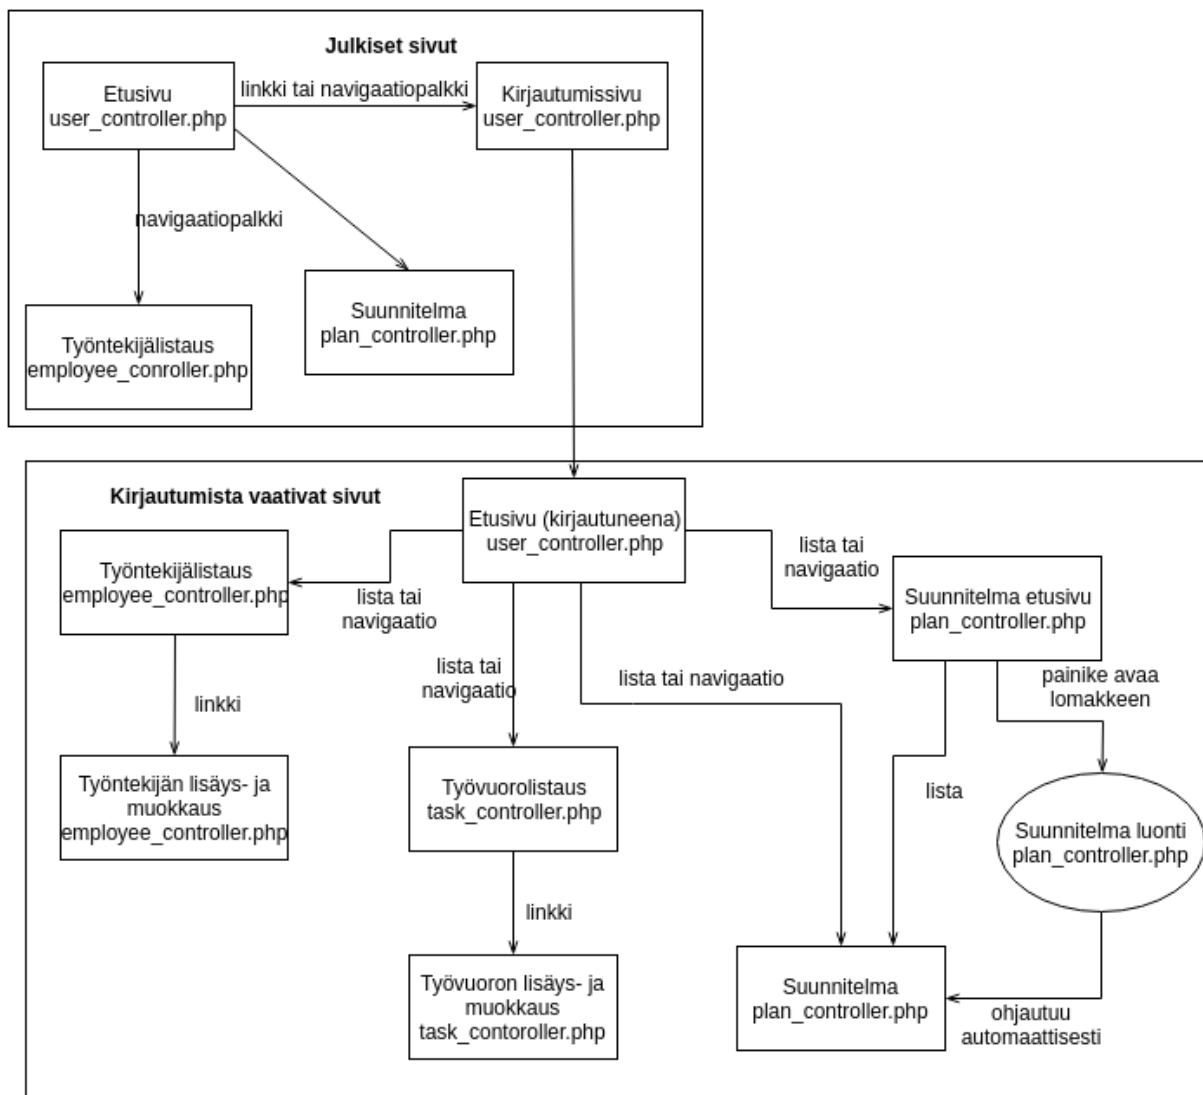 Julkiset sivut
Etusivu
user_controller.php
linkki tai navigaatiopalkki
Kirjautumissivu
user_controller.php
navigaatiopalkki
Suunnitelma
plan_controller.php
Työntekijälistaus
employee_conroller.php
Kirjautumista vaativat sivut
Etusivu (kirjautuneena)
user_controller.php
Työntekijälistaus
employee_controller.php
lista tai
navigaatio
lista tai
navigaatio
Suunnitelma etusivu
plan_controller.php
lista tai
navigaatio
lista tai navigaatio
painike avaa
lomakkeen
linkki
Työntekijän lisäys- ja
muokkaus
employee_controller.php
Työvuorolistaus
task_controller.php
lista
Suunnitelma luonti
plan_controller.php
linkki
Työvuoron lisäys- ja
muokkaus
task_contoroller.php
Suunnitelma
plan_controller.php
ohjautuu
automaattisesti